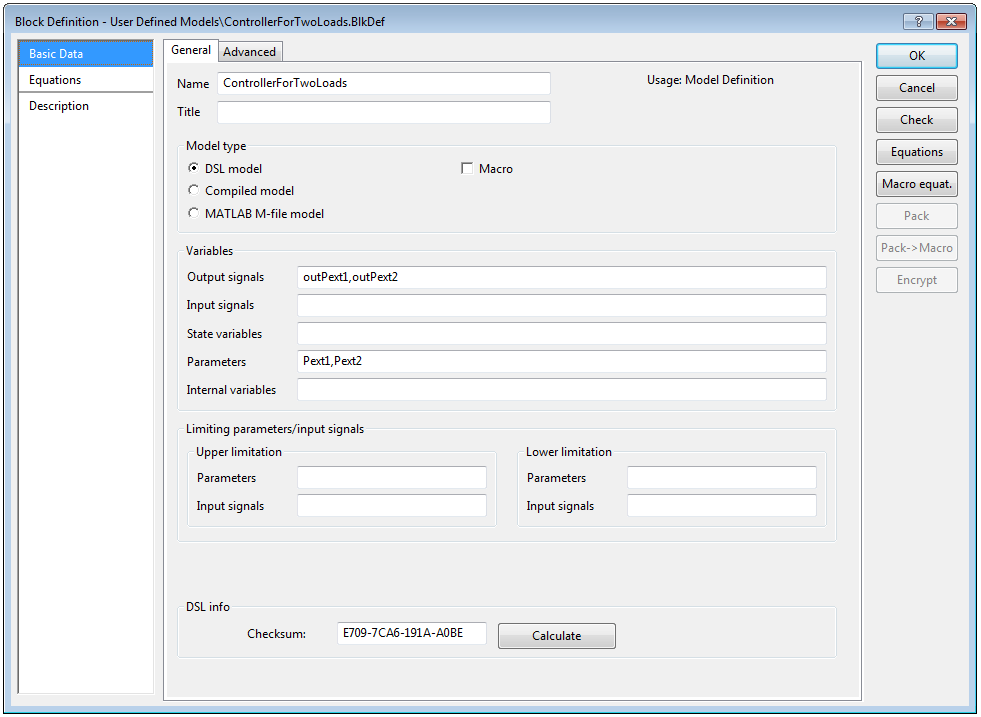 Block Definition - User Defined Models\ControllerForTwoLoads.BlkDef
?
Basic Data
Equations
Description
General
Advanced
Name
ControllerForTwoLoads
Usage: Model Definition
Title
Model type
DSL model
Macro
Compiled model
MATLAB M-file model
Variables
Output signals
outPext1,outPext2
Input signals
State variables
Parameters
Pext1,Pext2
Internal variables
Limiting parameters/input signals
Upper limitation
Parameters
Input signals
Lower limitation
Parameters
Input signals
DSL info
Checksum:
E709-7CA6-191A-A0BE
Calculate
OK
Cancel
Check
Equations
Macro equat.
Pack
Pack->Macro
Encrypt